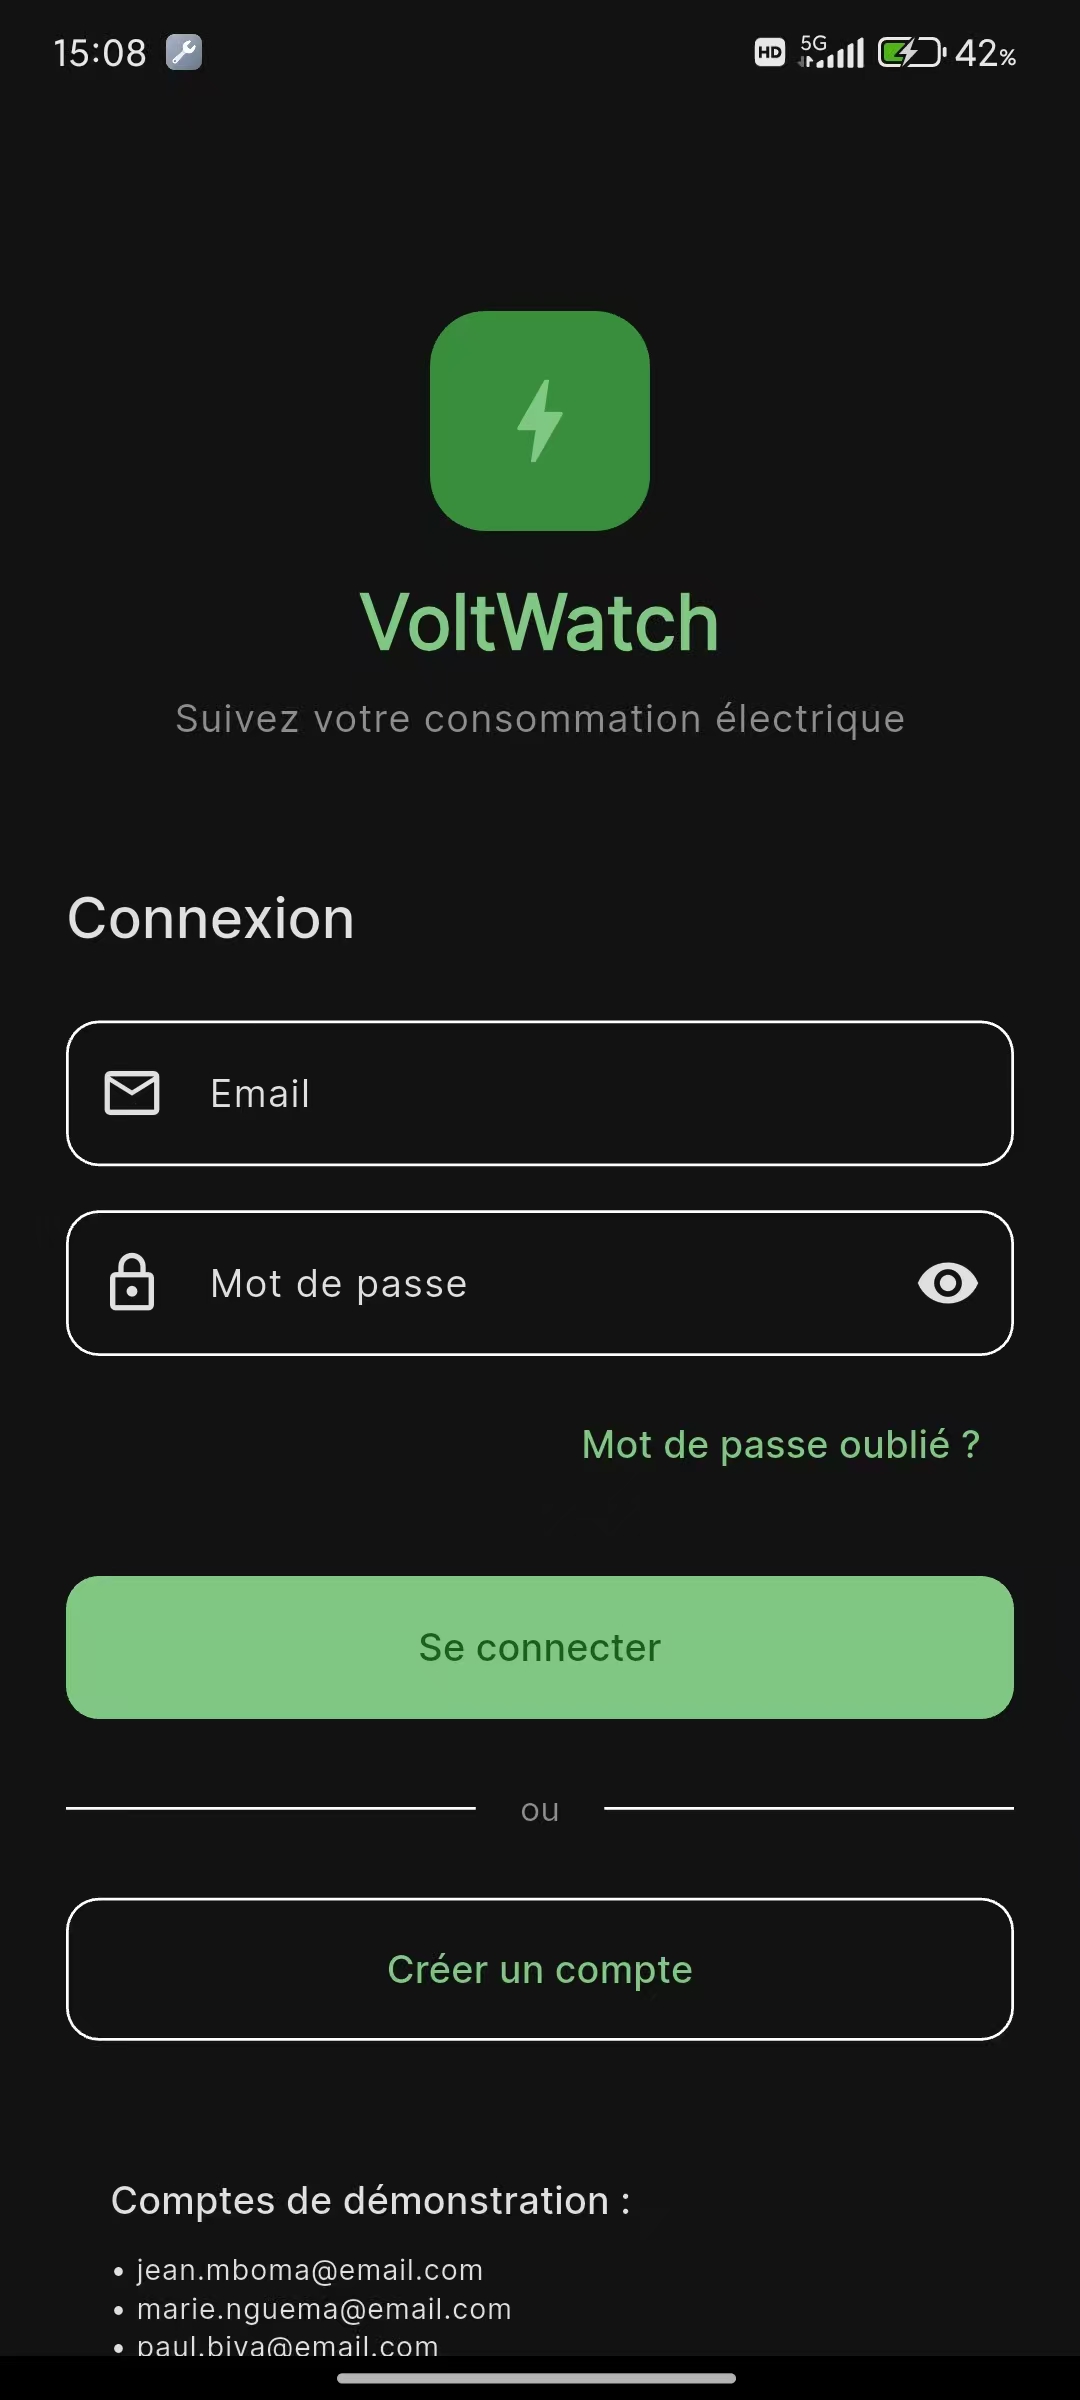 15:08
HD 5G 42%
VoltWatch
Suivez votre consommation électrique
Connexion
Email
Mot de passe
Mot de passe oublié ?
Se connecter
ou
Créer un compte
Comptes de démonstration :
• jean.mboma@email.com
• marie.nguema@email.com
• paul.biya@email.com